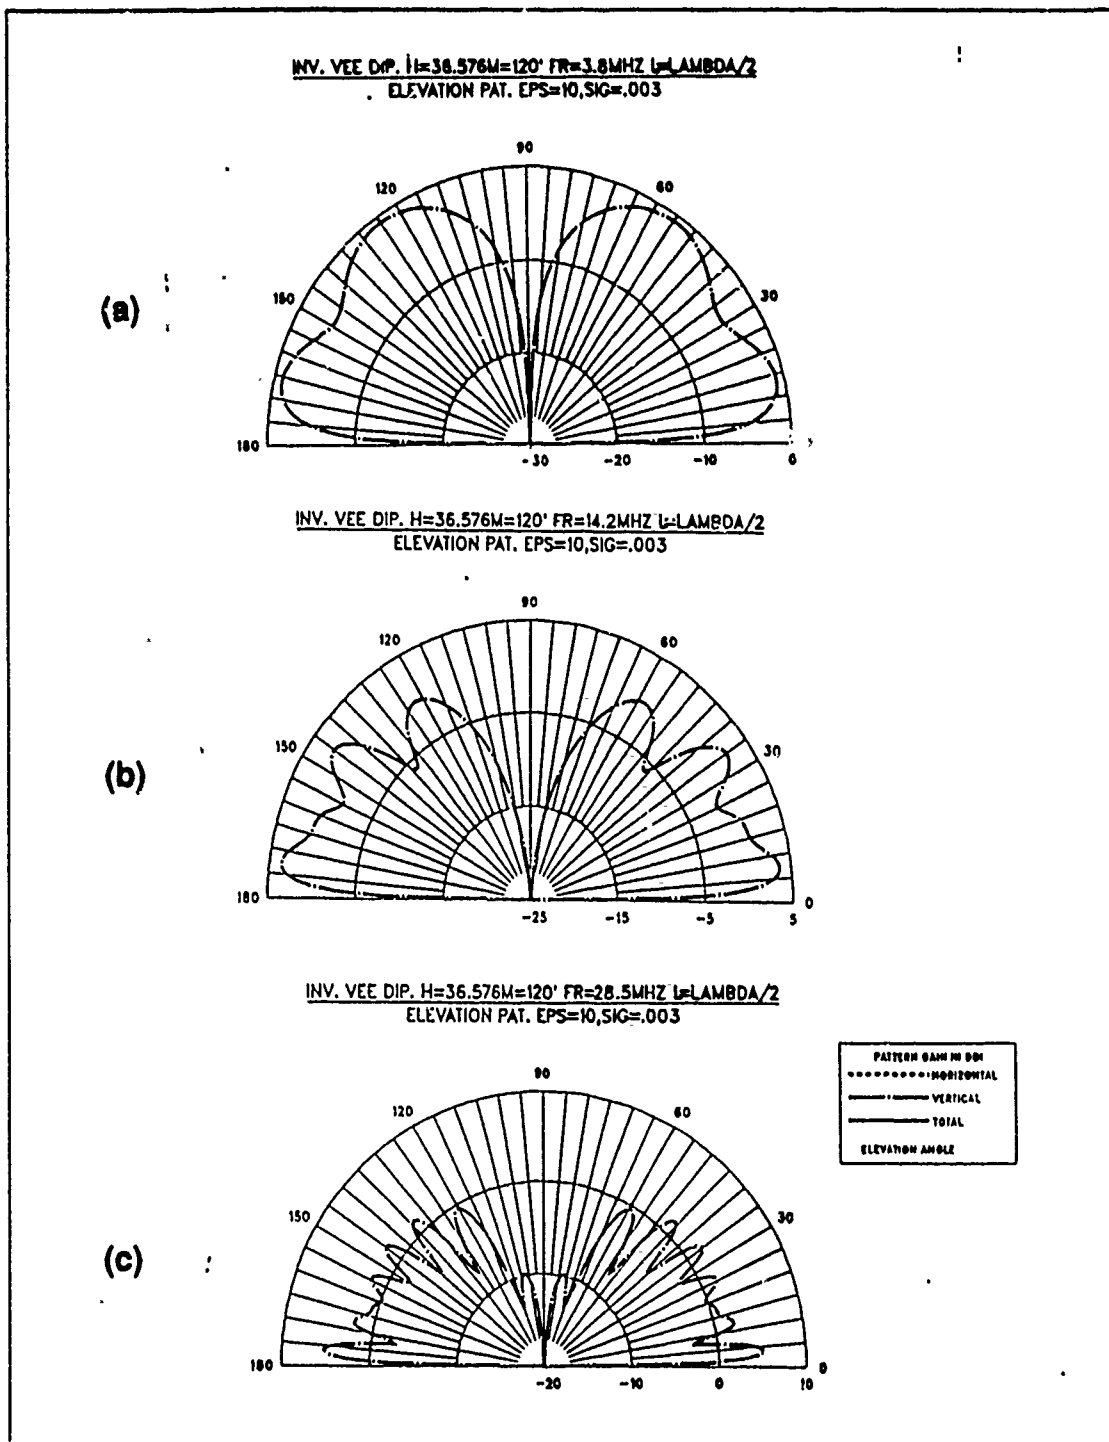 INV. VEE DIP. H=36.576M=120' FR=3.8MHZ L=LAMBDA/2
ELEVATION PAT. EPS=10,SIG=.003
90
120
60
(a)
150
30
180
-30
-20
-10
0
INV. VEE DIP. H=36.576M=120' FR=14.2MHZ L=LAMBDA/2
ELEVATION PAT. EPS=10,SIG=.003
90
120
60
(b)
150
30
180
0
-25
-15
-5
5
INV. VEE DIP. H=36.576M=120' FR=28.5MHZ L=LAMBDA/2
ELEVATION PAT. EPS=10,SIG=.003
PATTERN GAIN IN DBI
HORIZONTAL
VERTICAL
TOTAL
ELEVATION ANGLE
90
120
60
150
30
(c)
180
0
-20
-10
0
10